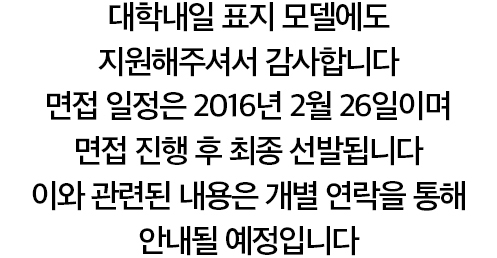 대학내일 표지 모델에도
지원해주셔서 감사합니다
면접 일정은 2016년 2월 26일이며
면접 진행 후 최종 선발됩니다
이와 관련된 내용은 개별 연락을 통해
안내될 예정입니다